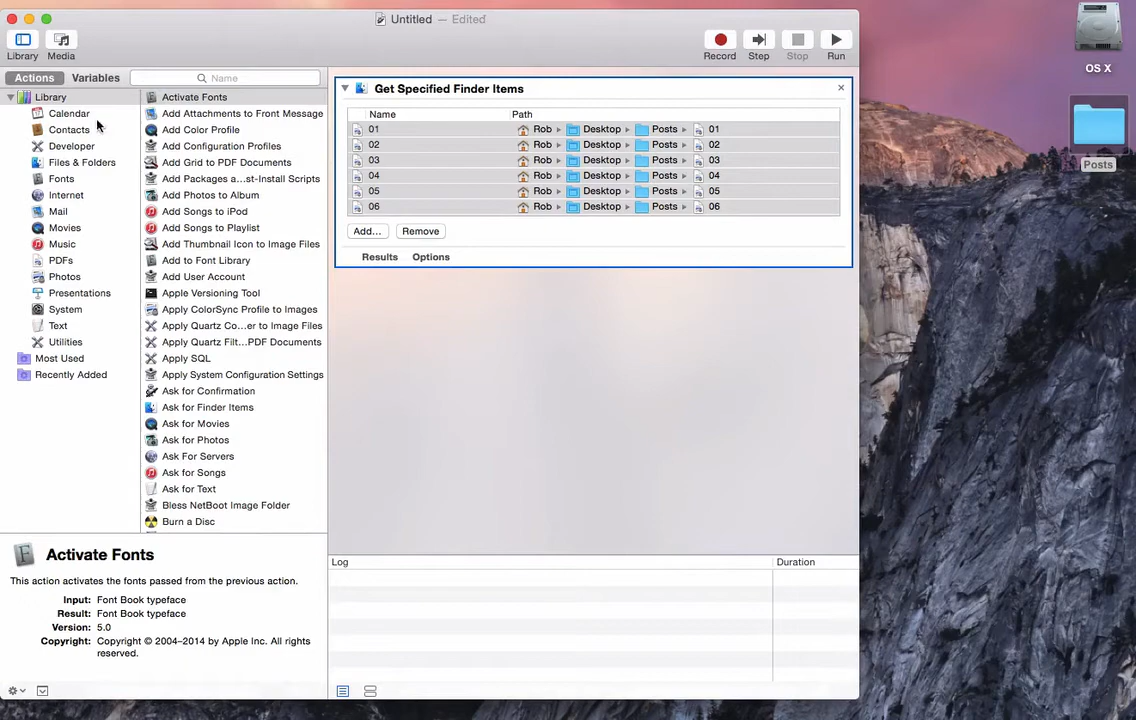 Untitled — Edited
Library
Media
Record
Step
Stop
Run
OS X
Posts
Actions
Variables
Name
Library
Calendar
Contacts
Developer
Files & Folders
Fonts
Internet
Mail
Movies
Music
PDFs
Photos
Presentations
System
Text
Utilities
Most Used
Recently Added
Activate Fonts
Add Attachments to Front Message
Add Color Profile
Add Configuration Profiles
Add Grid to PDF Documents
Add Packages a...st-Install Scripts
Add Photos to Album
Add Songs to iPod
Add Songs to Playlist
Add Thumbnail Icon to Image Files
Add to Font Library
Add User Account
Apple Versioning Tool
Apply ColorSync Profile to Images
Apply Quartz Co...er to Image Files
Apply Quartz Filt...PDF Documents
Apply SQL
Apply System Configuration Settings
Ask for Confirmation
Ask for Finder Items
Ask for Movies
Ask for Photos
Ask For Servers
Ask for Songs
Ask for Text
Bless NetBoot Image Folder
Burn a Disc
Get Specified Finder Items
Name Path
01 Rob Desktop Posts 01
02 Rob Desktop Posts 02
03 Rob Desktop Posts 03
04 Rob Desktop Posts 04
05 Rob Desktop Posts 05
06 Rob Desktop Posts 06
Add... Remove
Results Options
Activate Fonts
This action activates the fonts passed from the previous action.
Input: Font Book typeface
Result: Font Book typeface
Version: 5.0
Copyright: Copyright © 2004–2014 by Apple Inc. All rights
reserved.
Log Duration